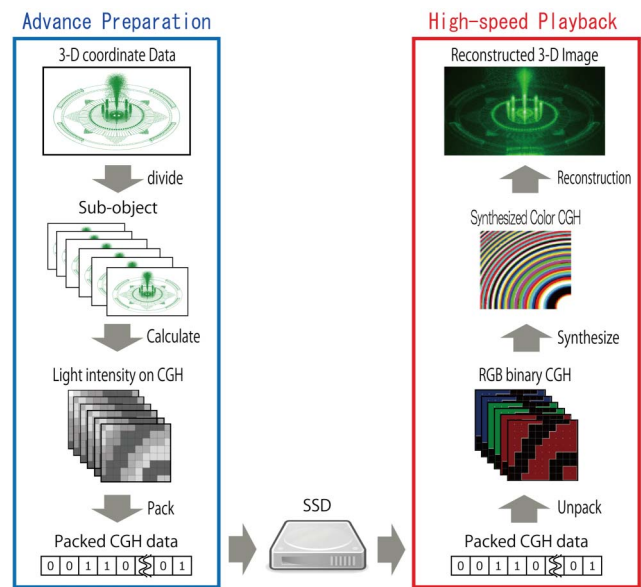 Advance Preparation
3-D coordinate Data
divide
Sub-object
Calculate
Light intensity on CGH
Pack
Packed CGH data
0 0 1 1 0 0 1
SSD
High-speed Playback
Reconstructed 3-D Image
Reconstruction
Synthesized Color CGH
Synthesize
RGB binary CGH
Unpack
Packed CGH data
0 0 1 1 0 0 1